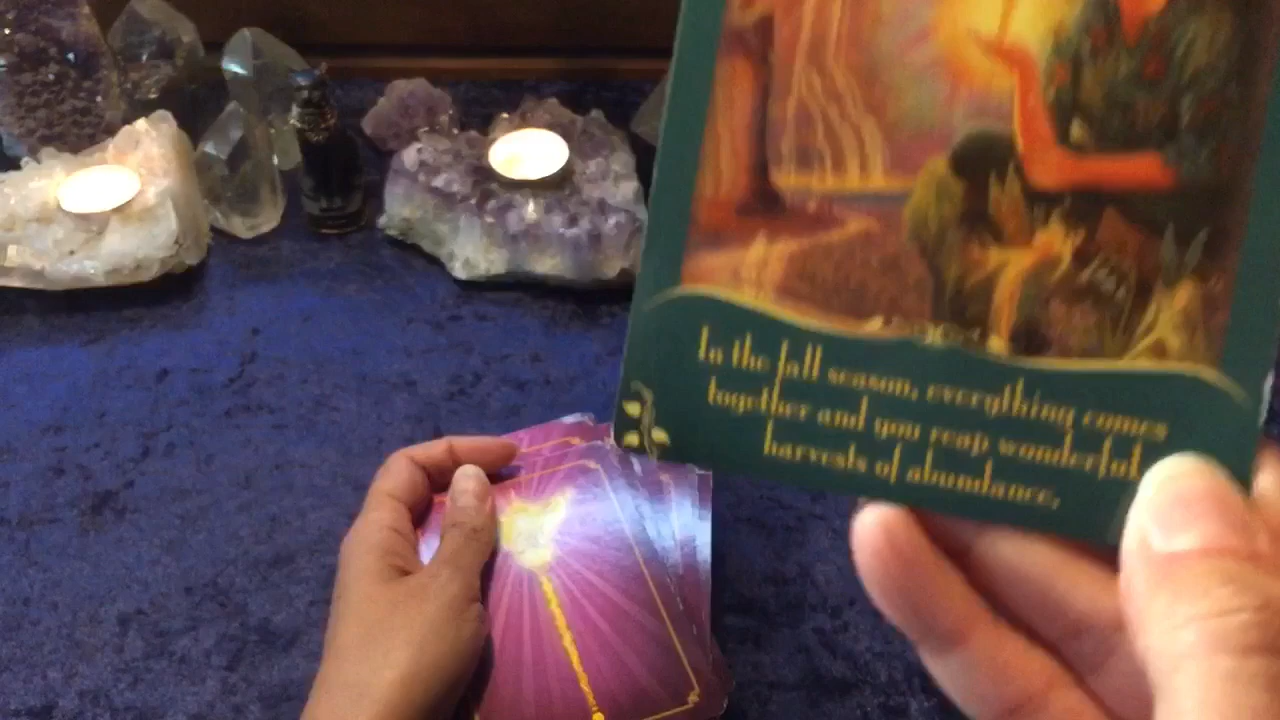 In the fall season, everything comes
together and you reap wonderful
harvests of abundance.